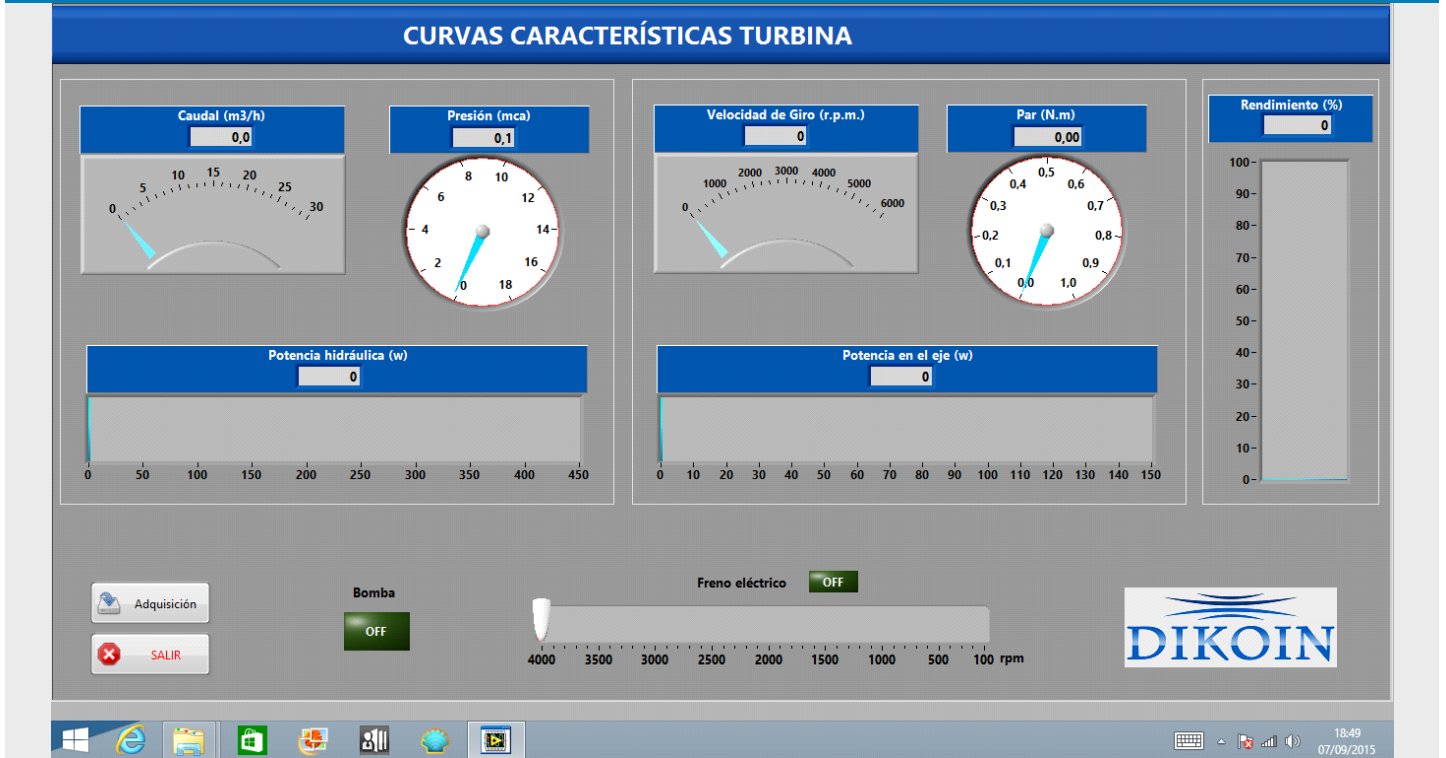 CURVAS CARACTERÍSTICAS TURBINA
Caudal (m3/h)
0,0
0 5 10 15 20 25 30
Presión (mca)
0,1
0 2 4 6 8 10 12 14 16 18
Velocidad de Giro (r.p.m.)
0
0 1000 2000 3000 4000 5000 6000
Par (N.m)
0,00
0,0 0,1 0,2 0,3 0,4 0,5 0,6 0,7 0,8 0,9 1,0
Rendimiento (%)
0
100
90
80
70
60
50
40
30
20
10
0
Potencia hidráulica (w)
0
0 50 100 150 200 250 300 350 400 450
Potencia en el eje (w)
0
0 10 20 30 40 50 60 70 80 90 100 110 120 130 140 150
Adquisición
SALIR
Bomba
OFF
Freno eléctrico OFF
4000 3500 3000 2500 2000 1500 1000 500 100 rpm
DIKOIN
18:49
07/09/2015